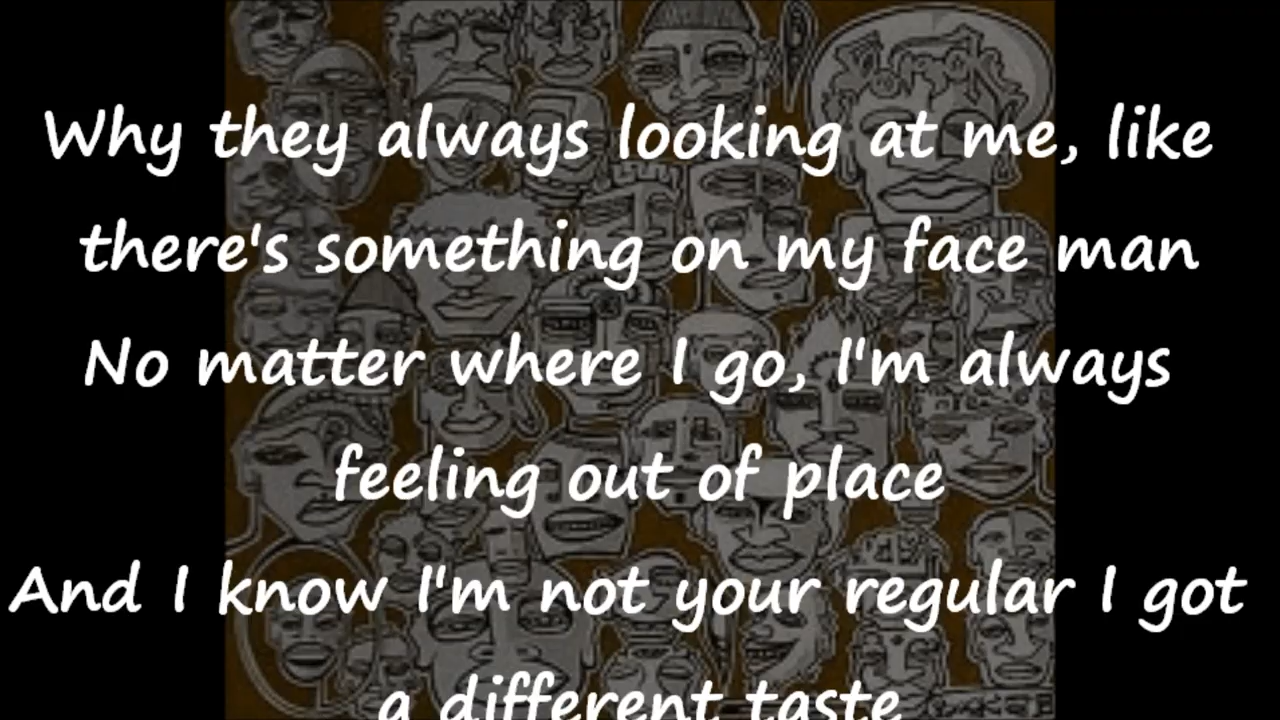 Why they always looking at me, like
there's something on my face man
No matter where I go, I'm always
feeling out of place
And I know I'm not your regular I got
a different taste